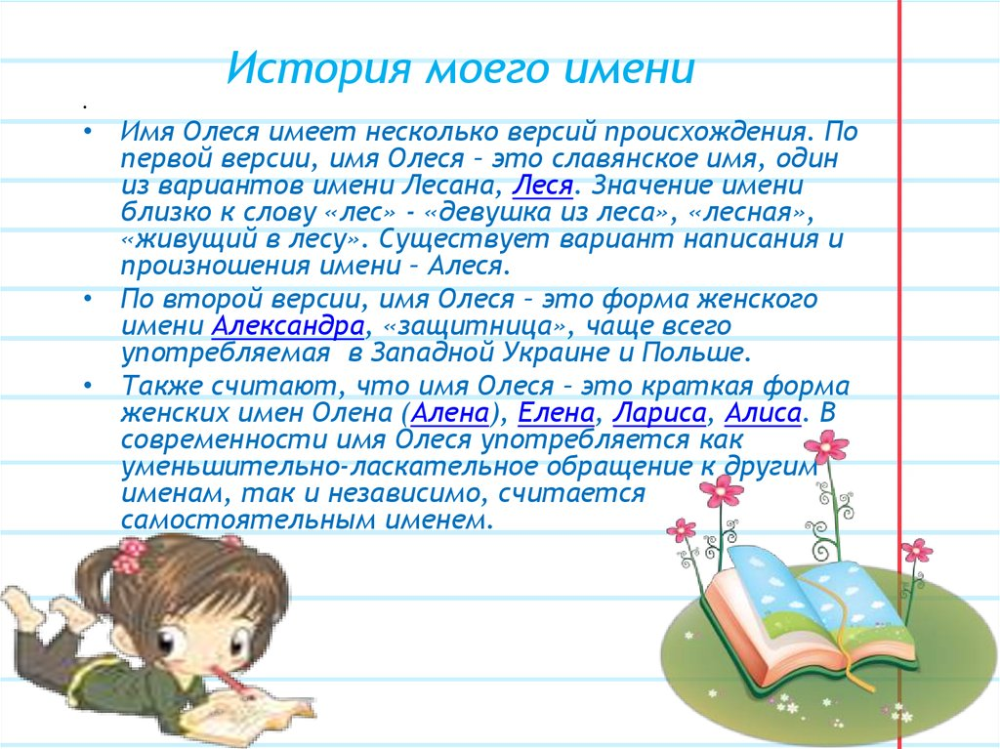 История моего имени
•
• Имя Олеся имеет несколько версий происхождения. По
первой версии, имя Олеся – это славянское имя, один
из вариантов имени Лесана, Леся. Значение имени
близко к слову «лес» - «девушка из леса», «лесная»,
«живущий в лесу». Существует вариант написания и
произношения имени – Алеся.
• По второй версии, имя Олеся – это форма женского
имени Александра, «защитница», чаще всего
употребляемая  в Западной Украине и Польше.
• Также считают, что имя Олеся – это краткая форма
женских имен Олена (Алена), Елена, Лариса, Алиса. В
современности имя Олеся употребляется как
уменьшительно-ласкательное обращение к другим
именам, так и независимо, считается
самостоятельным именем.